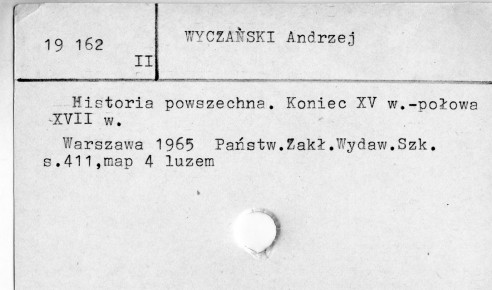 19 162
II
WYCZAŃSKI Andrzej
Historia powszechna. Koniec XV w.-połowa
XVII w.
Warszawa 1965 Państw.Zakł.Wydaw.Szk.
s.411,map 4 luzem